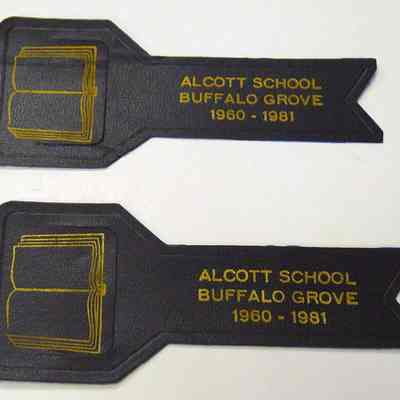 ALCOTT SCHOOL
BUFFALO GROVE
1960 - 1981
ALCOTT SCHOOL
BUFFALO GROVE
1960 - 1981